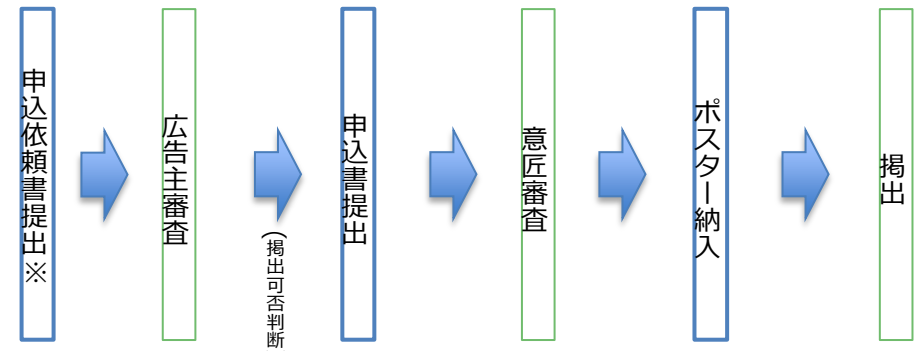 申込依頼書提出※
広告主審査
(掲出可否判断
申込書提出
意匠審査
ポスター納入
掲出